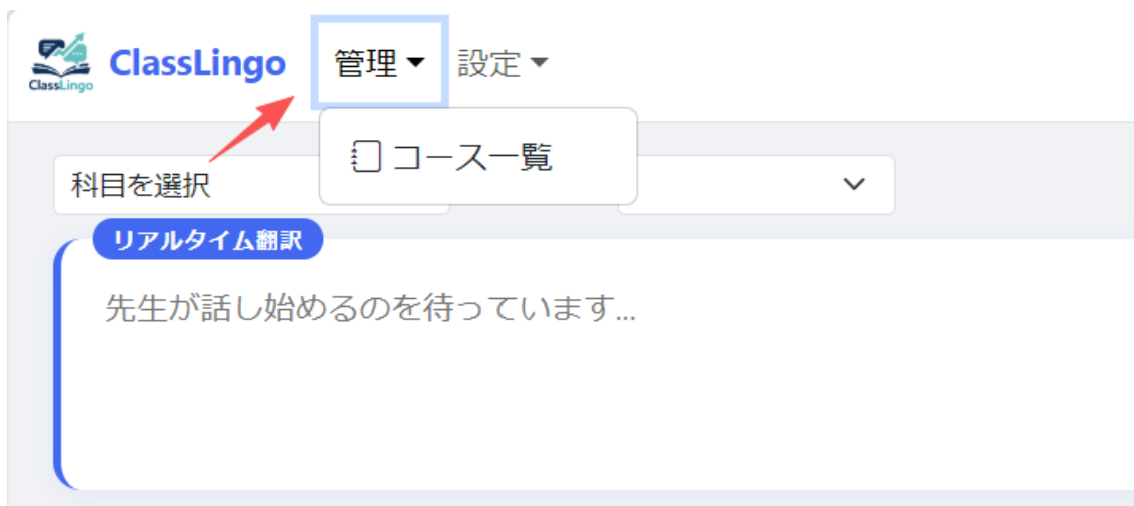 ClassLingo
ClassLingo 管理 設定
コース一覧
科目を選択
リアルタイム翻訳
先生が話し始めるのを待っています...